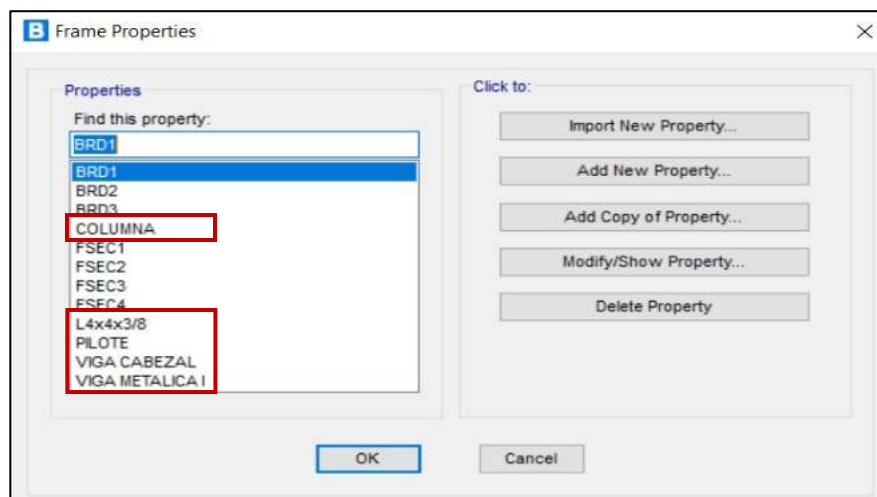 B Frame Properties
Properties
Find this property:
BRD1
BRD1
BRD2
BRD3
COLUMNA
FSEC1
FSEC2
FSEC3
FSEC4
L4x4x3/8
PILOTE
VIGA CABEZAL
VIGA METALICA I
Click to:
Import New Property...
Add New Property...
Add Copy of Property...
Modify/Show Property...
Delete Property
OK
Cancel